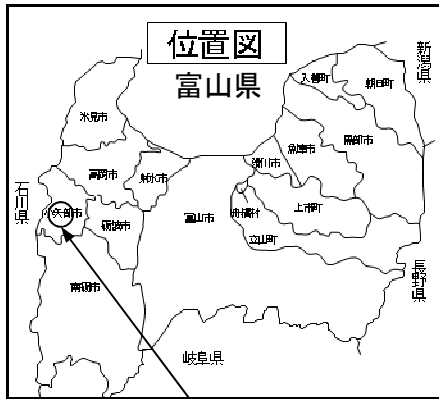 位置図
富山県
新潟県
入善町
朝日町
氷見市
魚津市
黒部市
高岡市
射水市
滑川市
石川県
小矢部市
砺波市
富山市
舟橋村
上市町
立山町
長野県
南砺市
岐阜県